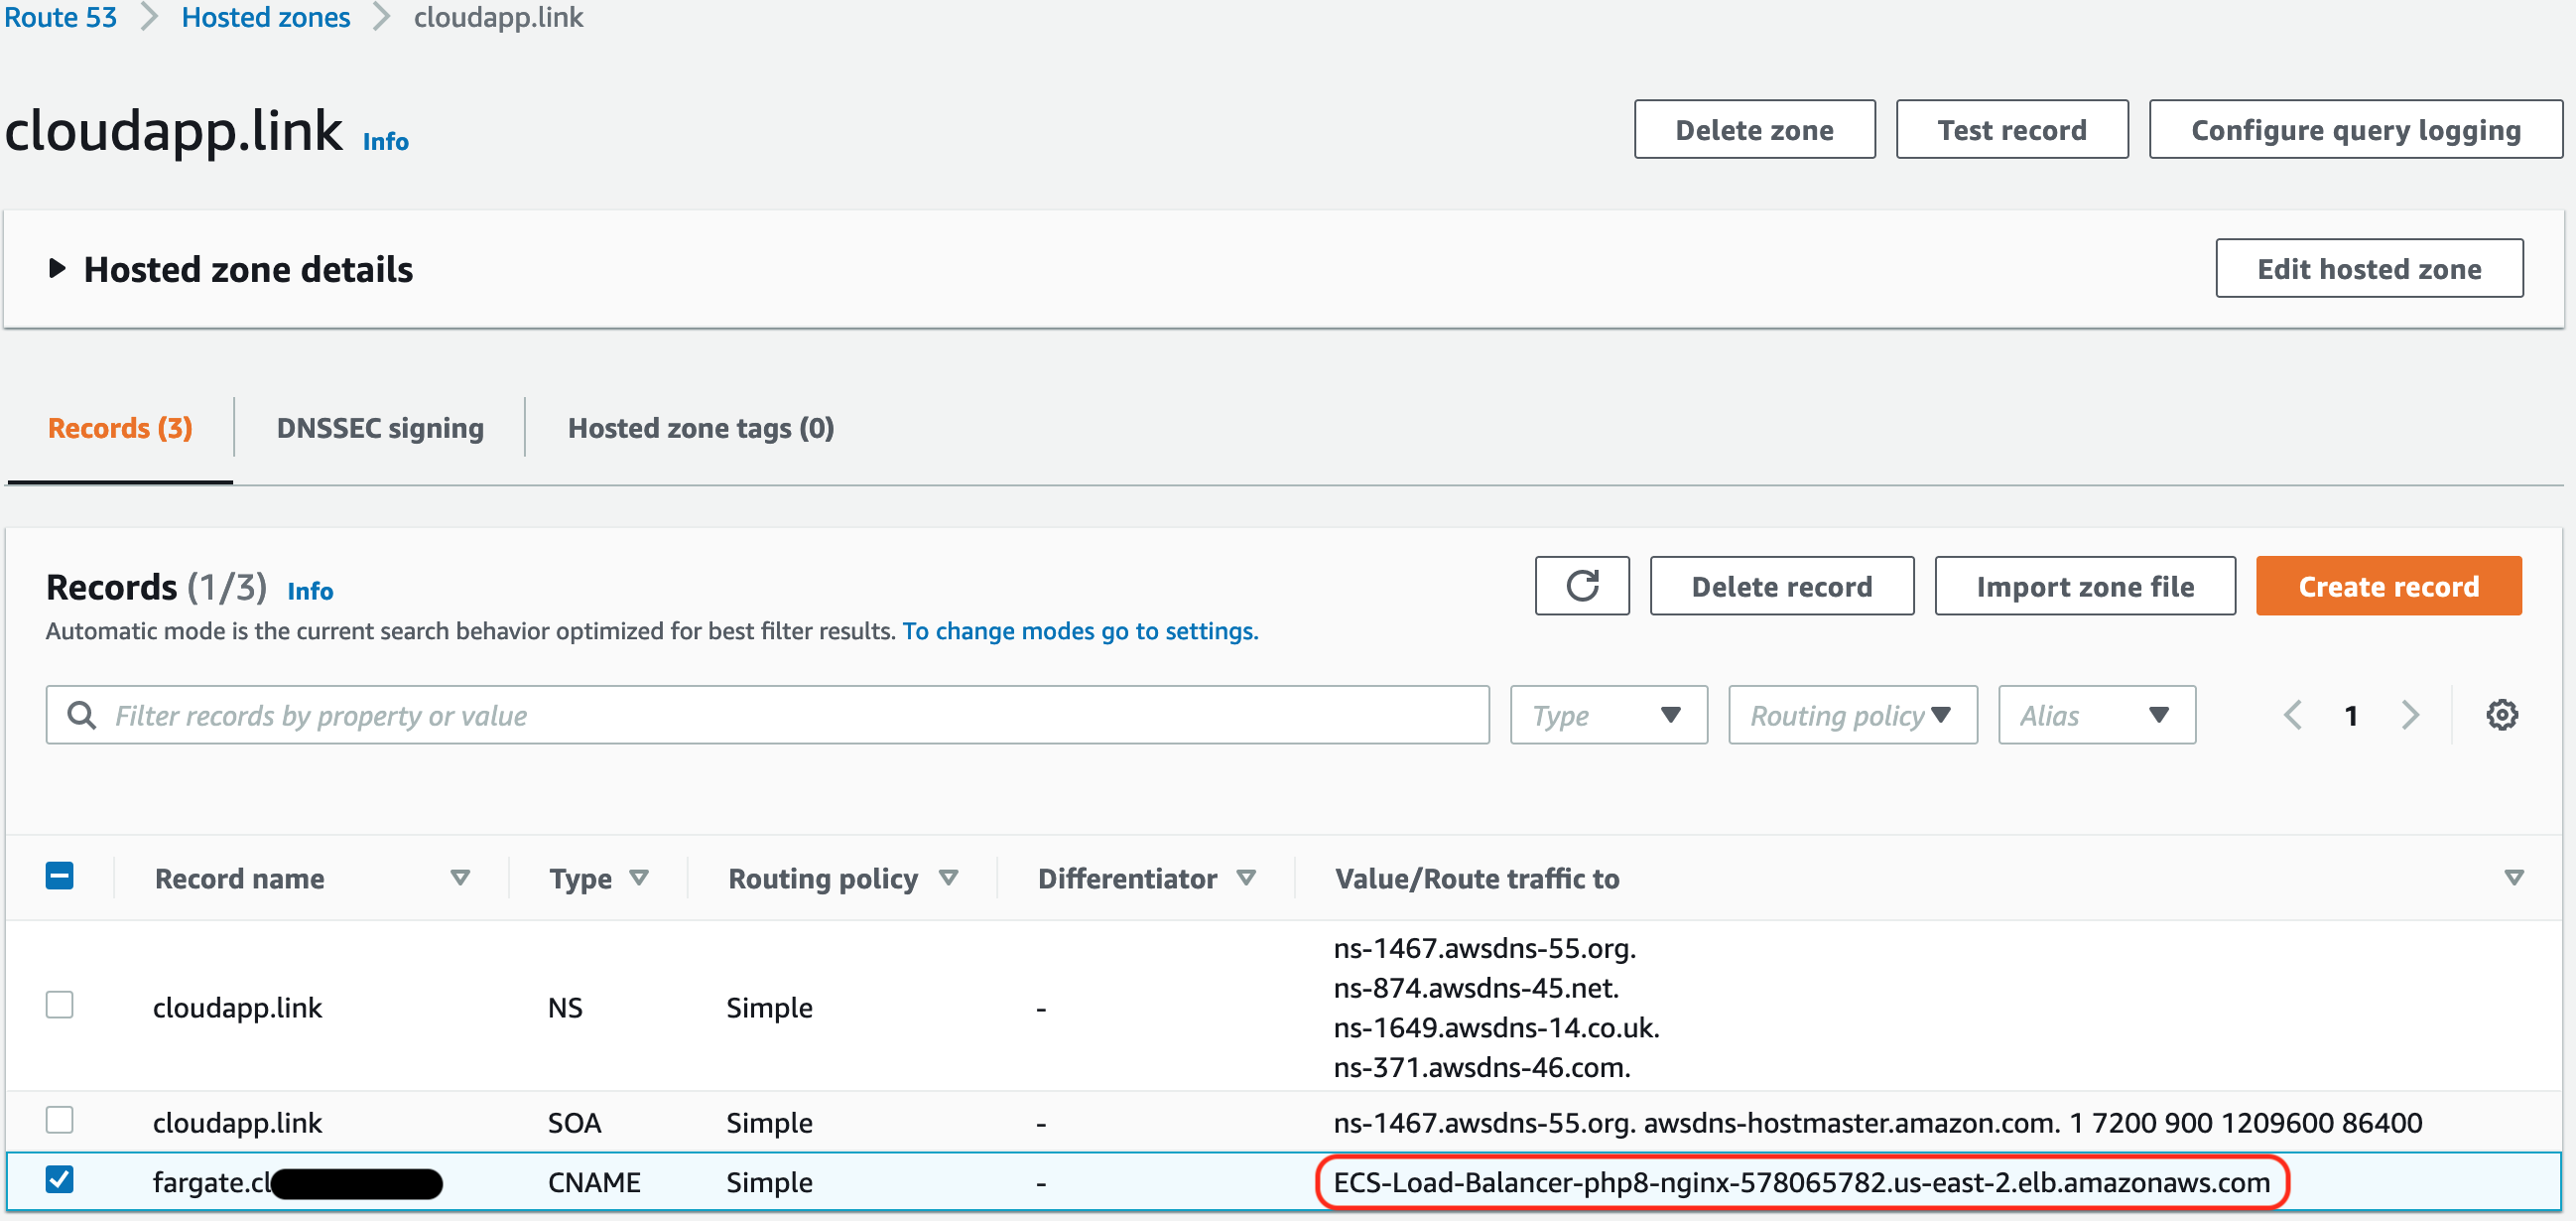 Route 53 > Hosted zones > cloudapp.link
cloudapp.link Info
Delete zone Test record Configure query logging
Hosted zone details Edit hosted zone
Records (3) DNSSEC signing Hosted zone tags (0)
Records (1/3) Info
Delete record Import zone file Create record
Automatic mode is the current search behavior optimized for best filter results. To change modes go to settings.
Filter records by property or value Type Routing policy Alias 1
Record name Type Routing policy Differentiator Value/Route traffic to
ns-1467.awsdns-55.org.
ns-874.awsdns-45.net.
cloudapp.link NS Simple -
ns-1649.awsdns-14.co.uk.
ns-371.awsdns-46.com.
cloudapp.link SOA Simple - ns-1467.awsdns-55.org. awsdns-hostmaster.amazon.com. 1 7200 900 1209600 86400
fargate.cl CNAME Simple - ECS-Load-Balancer-php8-nginx-578065782.us-east-2.elb.amazonaws.com